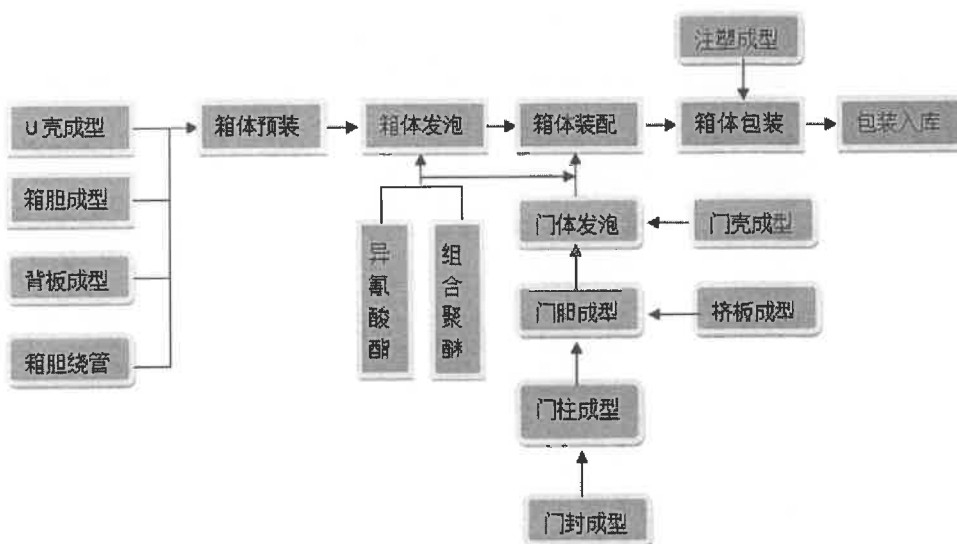 注塑成型
U壳成型
箱体预装
箱体发泡
箱体装配
箱体包装
包装入库
箱胆成型
背板成型
箱胆绕管
异氰酸酯
组合聚醚
门体发泡
门壳成型
门胆成型
挤板成型
门柱成型
门封成型